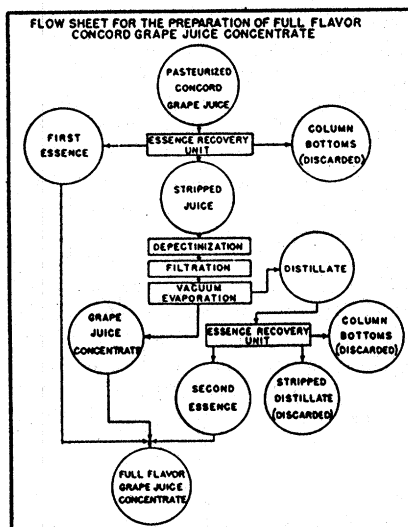 FLOW SHEET FOR THE PREPARATION OF FULL FLAVOR
CONCORD GRAPE JUICE CONCENTRATE
PASTEURIZED
CONCORD
GRAPE JUICE
FIRST
ESSENCE
ESSENCE RECOVERY
UNIT
COLUMN
BOTTOMS
(DISCARDED)
STRIPPED
JUICE
DEPECTINIZATION
FILTRATION
VACUUM
EVAPORATION
DISTILLATE
GRAPE
JUICE
CONCENTRATE
ESSENCE RECOVERY
UNIT
COLUMN
BOTTOMS
(DISCARDED)
SECOND
ESSENCE
STRIPPED
DISTILLATE
(DISCARDED)
FULL FLAVOR
GRAPE JUICE
CONCENTRATE